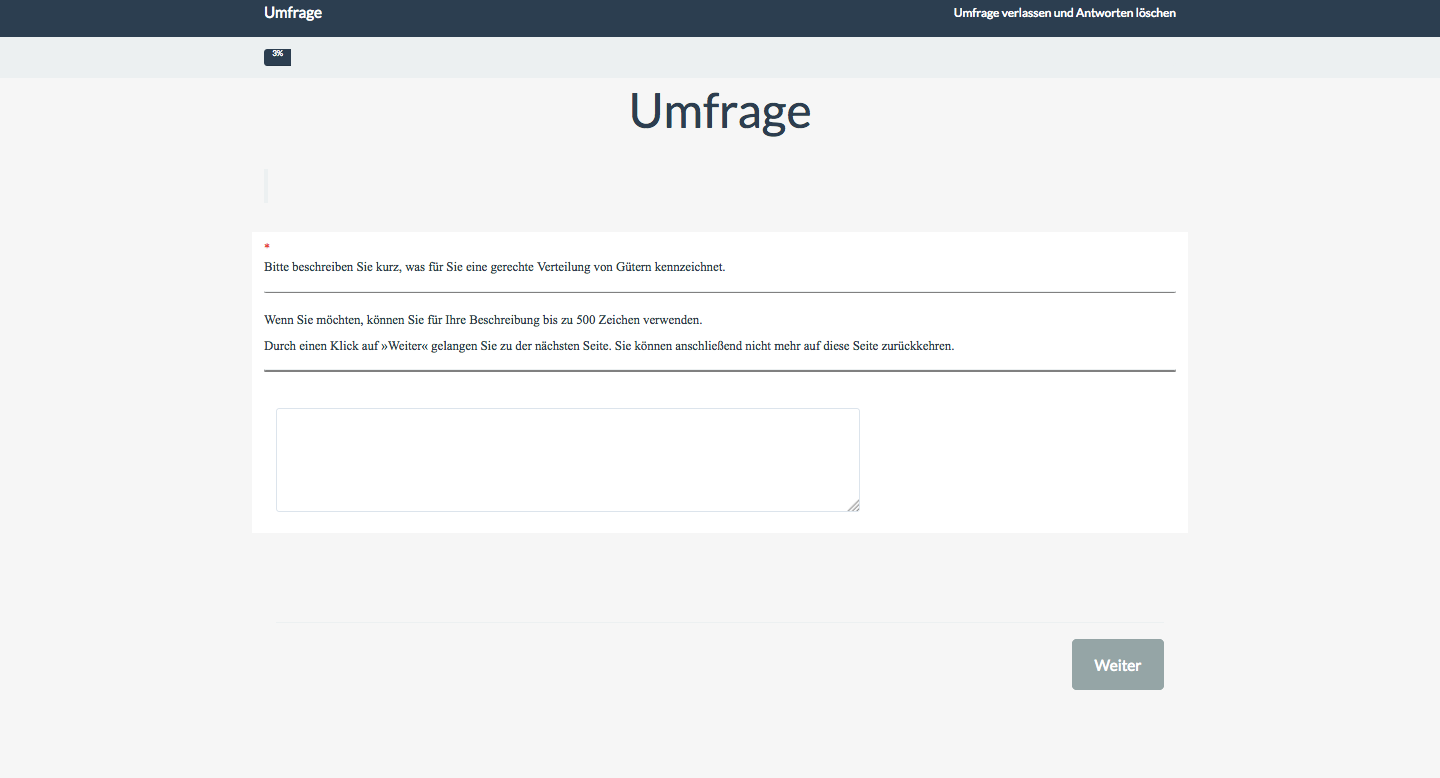 Umfrage
Umfrage verlassen und Antworten löschen
3%
Umfrage
*
Bitte beschreiben Sie kurz, was für Sie eine gerechte Verteilung von Gütern kennzeichnet.
Wenn Sie möchten, können Sie für Ihre Beschreibung bis zu 500 Zeichen verwenden.
Durch einen Klick auf »Weiter« gelangen Sie zu der nächsten Seite. Sie können anschließend nicht mehr auf diese Seite zurückkehren.
Weiter